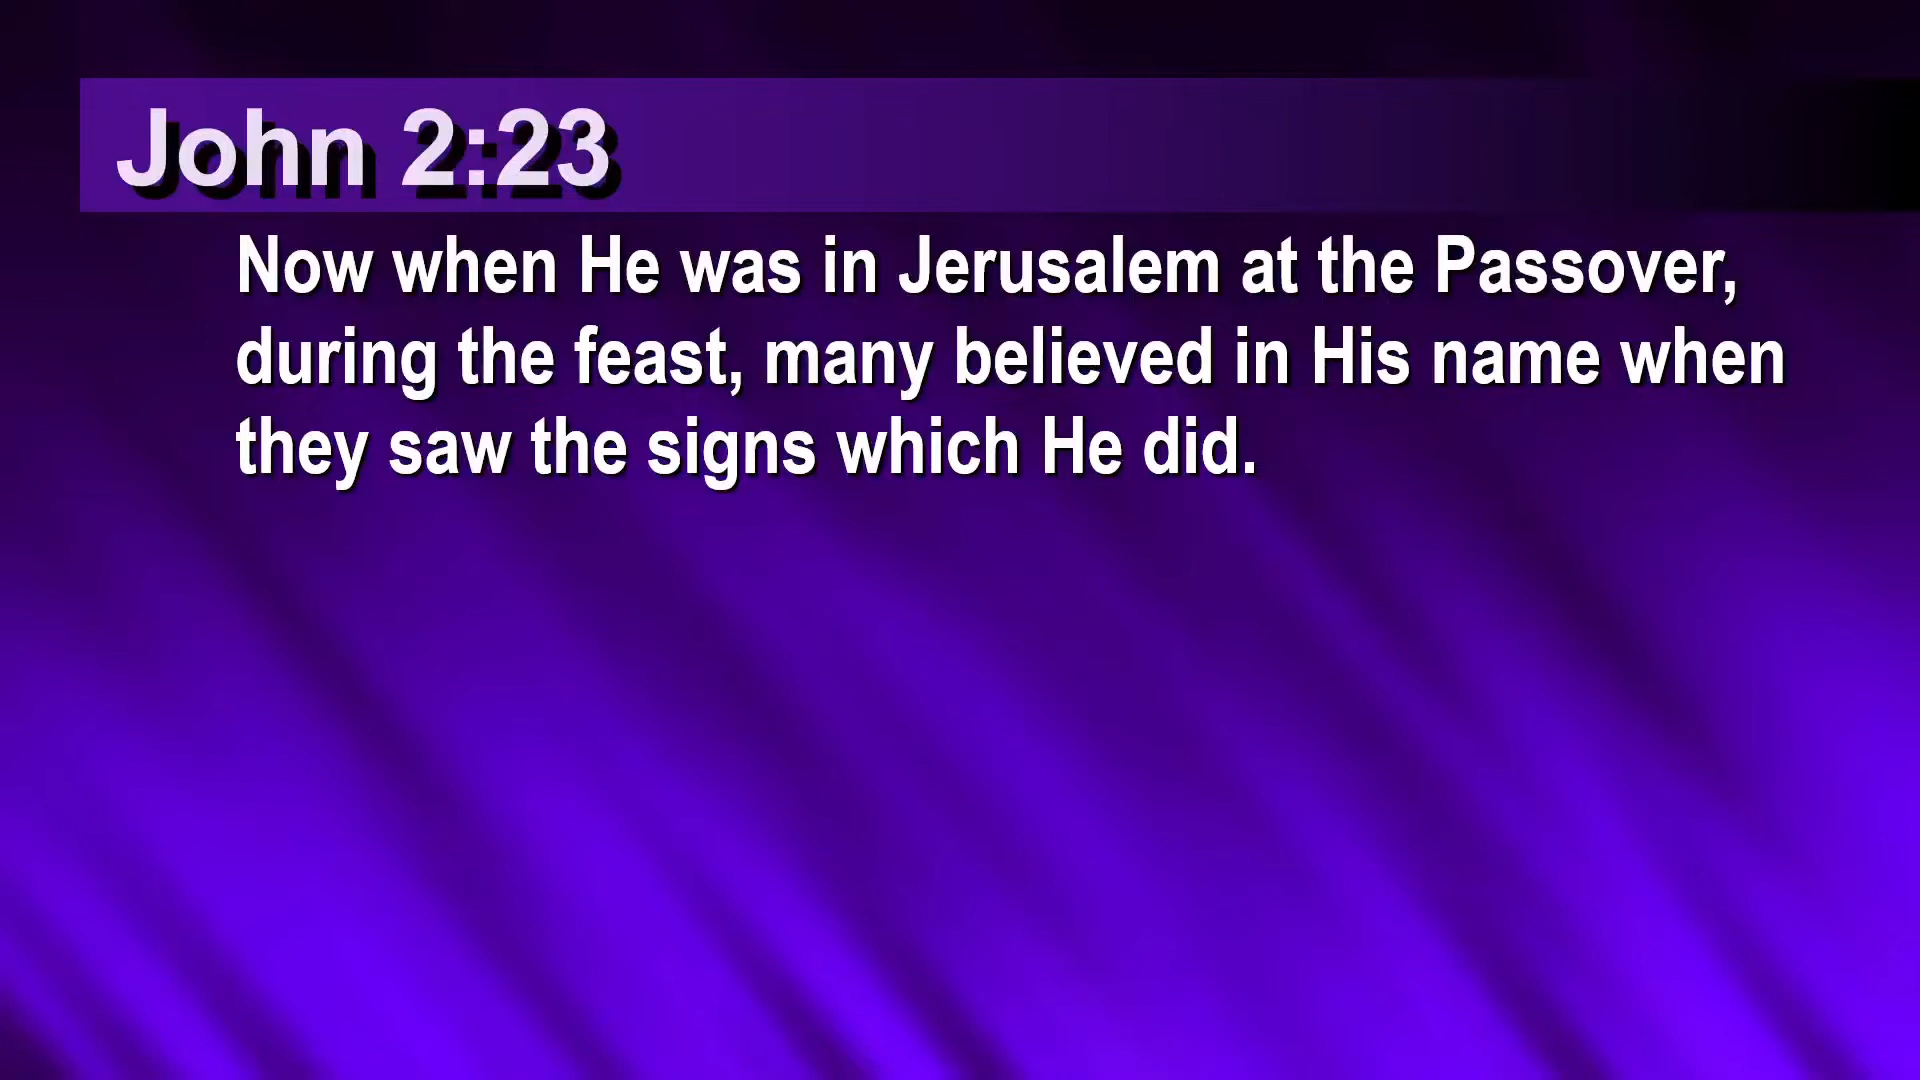 John 2:23
Now when He was in Jerusalem at the Passover,
during the feast, many believed in His name when
they saw the signs which He did.